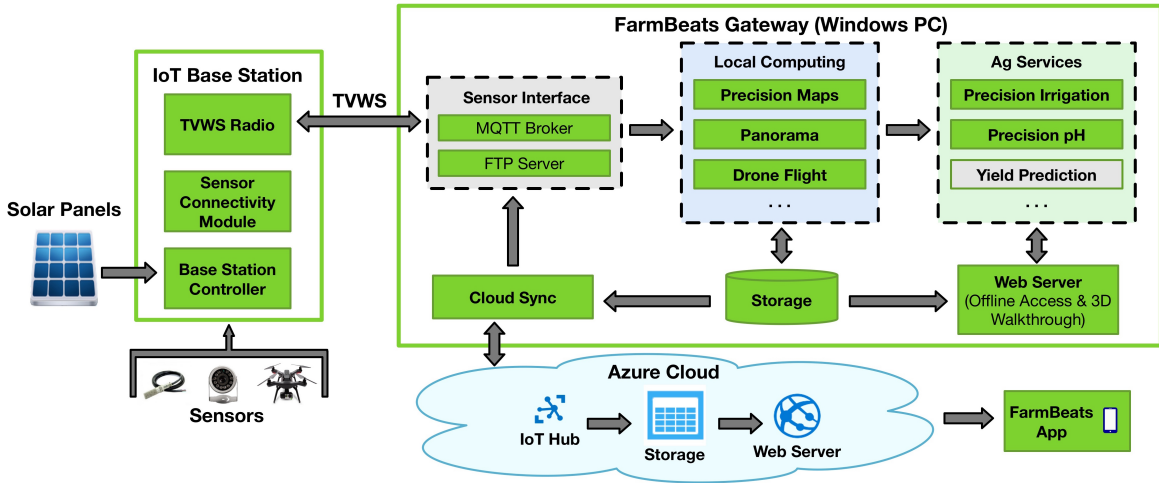 FarmBeats Gateway (Windows PC)
IoT Base Station
TVWS Radio
Sensor
Connectivity
Module
Base Station
Controller
Solar Panels
Sensors
TVWS
Sensor Interface
MQTT Broker
FTP Server
Local Computing
Precision Maps
Panorama
Drone Flight
...
Ag Services
Precision Irrigation
Precision pH
Yield Prediction
...
Cloud Sync
Storage
Web Server
(Offline Access & 3D
Walkthrough)
Azure Cloud
IoT Hub
Storage
Web Server
FarmBeats
App